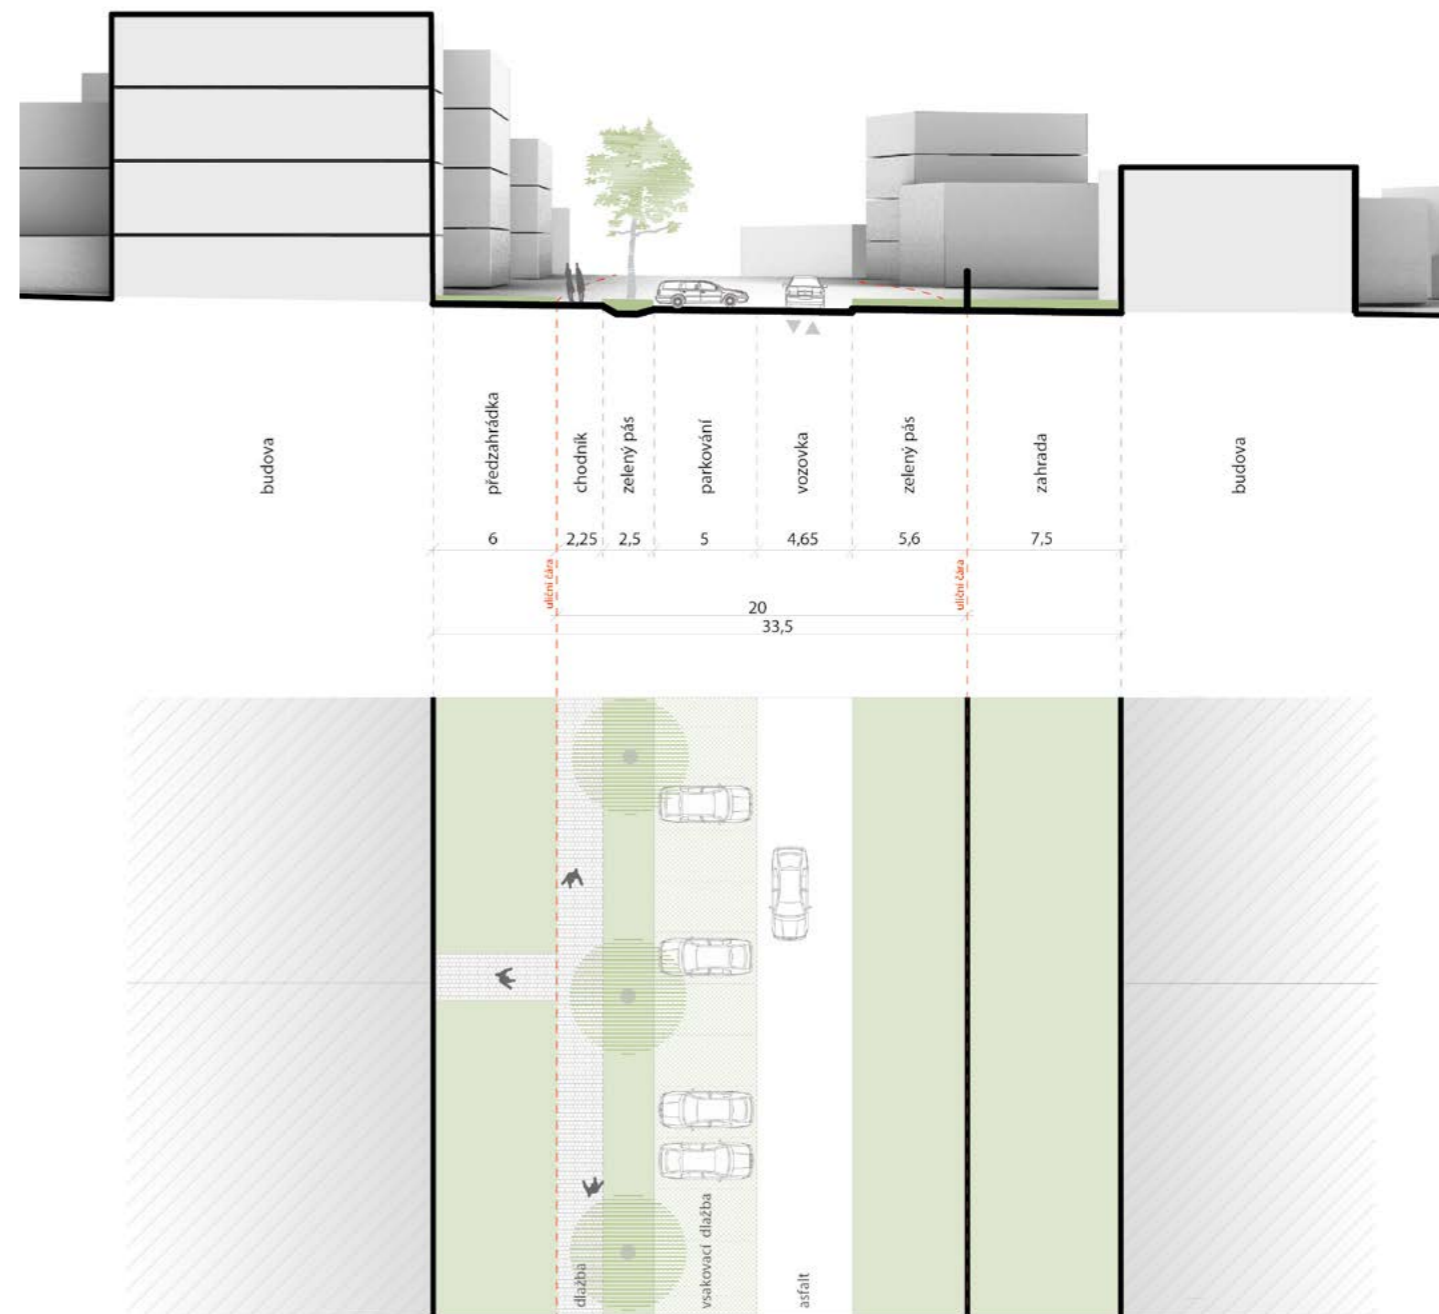 budova
předzahrádka
chodník
zelený pás
parkování
vozovka
zelený pás
zahrada
budova
6
2,25
2,5
5
4,65
5,6
7,5
uliční čára
uliční čára
20
33,5
dlažba
vsakovací dlažba
asfalt